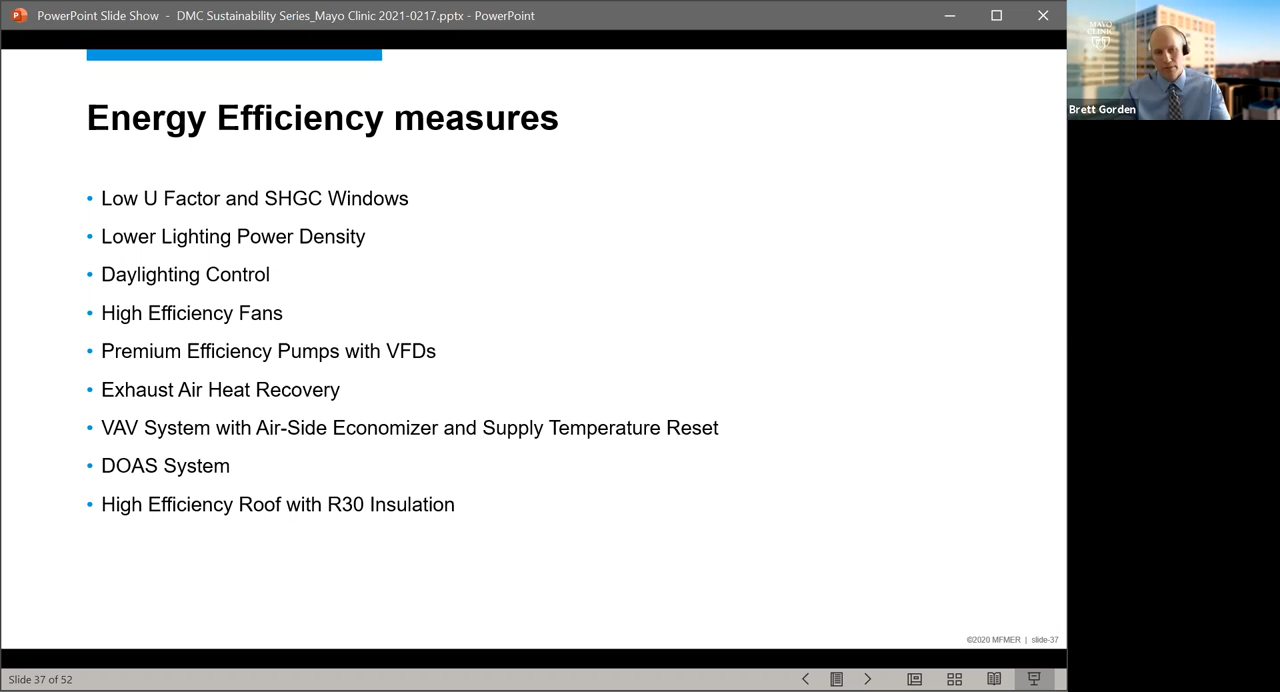 PowerPoint Slide Show - DMC Sustainability Series_Mayo Clinic 2021-0217.pptx - PowerPoint
MAYO
CLINIC
Brett Gorden
Energy Efficiency measures
• Low U Factor and SHGC Windows
• Lower Lighting Power Density
• Daylighting Control
• High Efficiency Fans
• Premium Efficiency Pumps with VFDs
• Exhaust Air Heat Recovery
• VAV System with Air-Side Economizer and Supply Temperature Reset
• DOAS System
• High Efficiency Roof with R30 Insulation
©2020 MFMER | slide-37
Slide 37 of 52